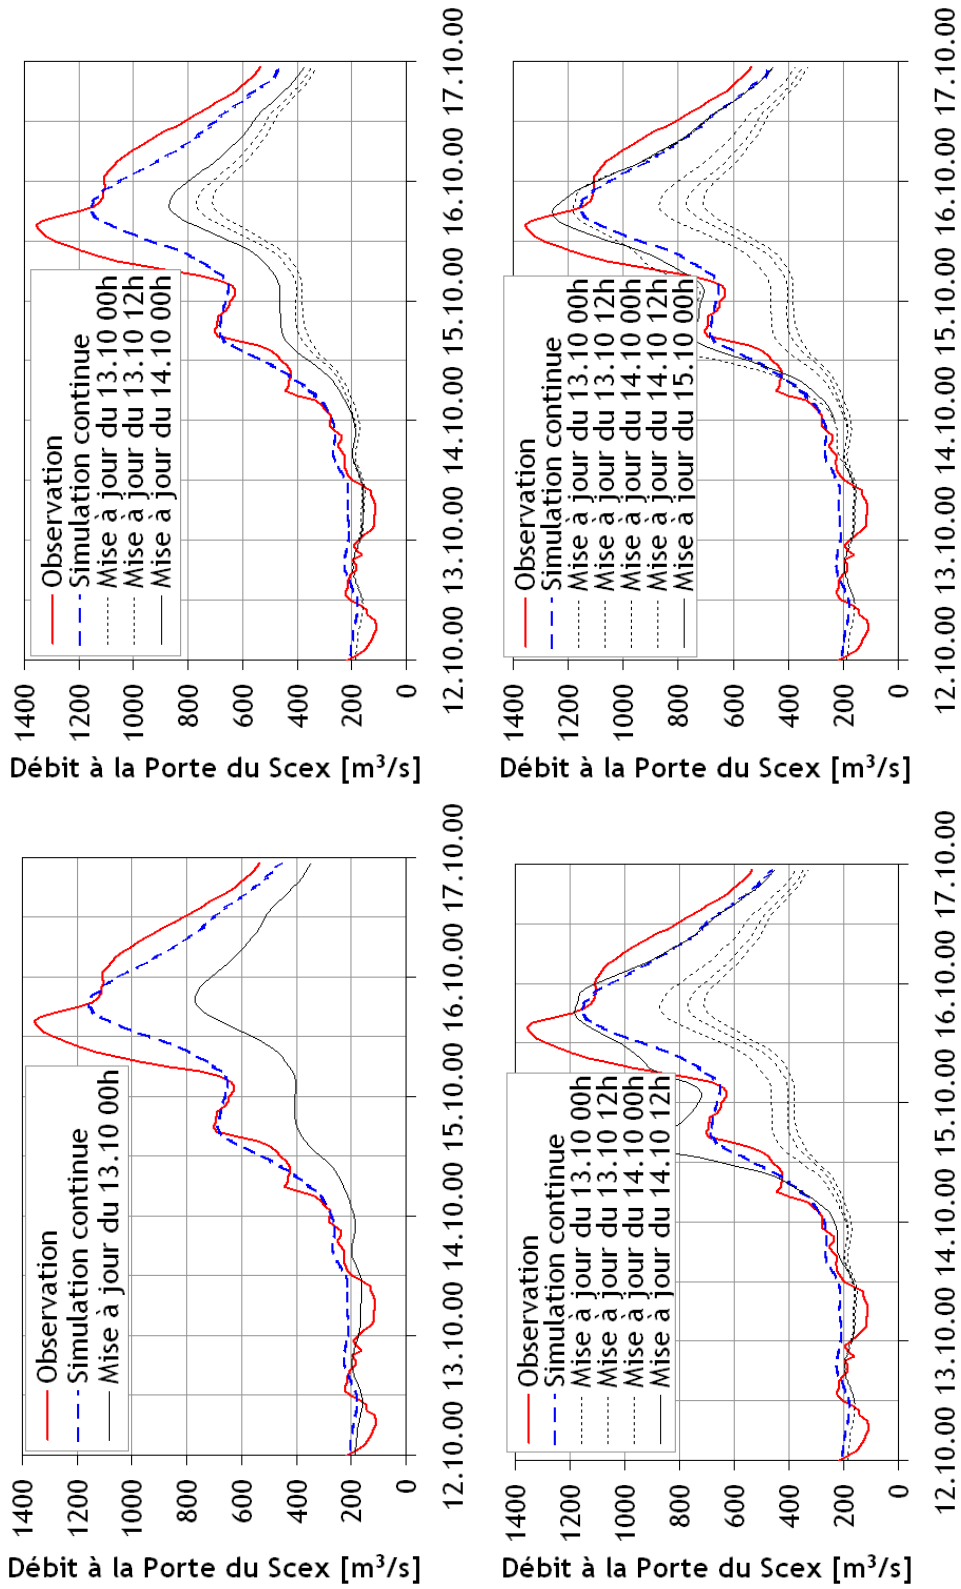 Débit à la Porte du Scex [m³/s]
1400
1200
1000
800
600
400
200
0
Observation
Simulation continue
Mise à jour du 13.10 00h
12.10.00 13.10.00 14.10.00 15.10.00 16.10.00 17.10.00
Débit à la Porte du Scex [m³/s]
1400
1200
1000
800
600
400
200
0
Observation
Simulation continue
Mise à jour du 13.10 00h
Mise à jour du 13.10 12h
Mise à jour du 14.10 00h
12.10.00 13.10.00 14.10.00 15.10.00 16.10.00 17.10.00
Débit à la Porte du Scex [m³/s]
1400
1200
1000
800
600
400
200
0
Observation
Simulation continue
Mise à jour du 13.10 00h
Mise à jour du 13.10 12h
Mise à jour du 14.10 00h
Mise à jour du 14.10 12h
12.10.00 13.10.00 14.10.00 15.10.00 16.10.00 17.10.00
Débit à la Porte du Scex [m³/s]
1400
1200
1000
800
600
400
200
0
Observation
Simulation continue
Mise à jour du 13.10 00h
Mise à jour du 13.10 12h
Mise à jour du 14.10 00h
Mise à jour du 14.10 12h
Mise à jour du 15.10 00h
12.10.00 13.10.00 14.10.00 15.10.00 16.10.00 17.10.00